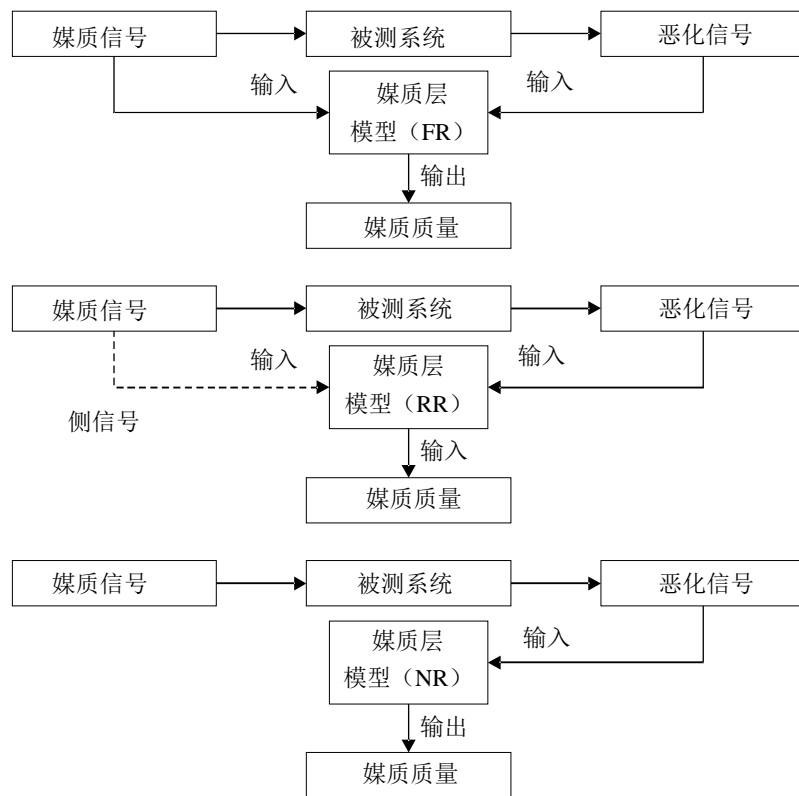 媒质信号
被测系统
恶化信号
输入
媒质层
模型（FR）
输入
输出
媒质质量
媒质信号
被测系统
恶化信号
输入
媒质层
模型（RR）
输入
侧信号
输入
媒质质量
媒质信号
被测系统
恶化信号
媒质层
模型（NR）
输入
输出
媒质质量